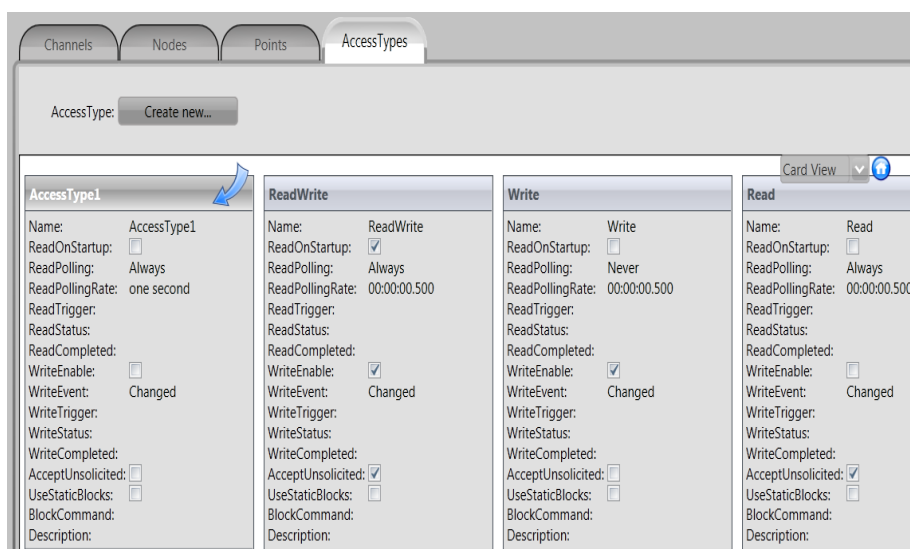 Channels Nodes Points AccessTypes
AccessType: Create new...
Card View
AccessType1
Name: AccessType1
ReadOnStartup:
ReadPolling: Always
ReadPollingRate: one second
ReadTrigger:
ReadStatus:
ReadCompleted:
WriteEnable:
WriteEvent: Changed
WriteTrigger:
WriteStatus:
WriteCompleted:
AcceptUnsolicited:
UseStaticBlocks:
BlockCommand:
Description:
ReadWrite
Name: ReadWrite
ReadOnStartup:
ReadPolling: Always
ReadPollingRate: 00:00:00.500
ReadTrigger:
ReadStatus:
ReadCompleted:
WriteEnable:
WriteEvent: Changed
WriteTrigger:
WriteStatus:
WriteCompleted:
AcceptUnsolicited:
UseStaticBlocks:
BlockCommand:
Description:
Write
Name: Write
ReadOnStartup:
ReadPolling: Never
ReadPollingRate: 00:00:00.500
ReadTrigger:
ReadStatus:
ReadCompleted:
WriteEnable:
WriteEvent: Changed
WriteTrigger:
WriteStatus:
WriteCompleted:
AcceptUnsolicited:
UseStaticBlocks:
BlockCommand:
Description:
Read
Name: Read
ReadOnStartup:
ReadPolling: Always
ReadPollingRate: 00:00:00.500
ReadTrigger:
ReadStatus:
ReadCompleted:
WriteEnable:
WriteEvent: Changed
WriteTrigger:
WriteStatus:
WriteCompleted:
AcceptUnsolicited:
UseStaticBlocks:
BlockCommand:
Description: